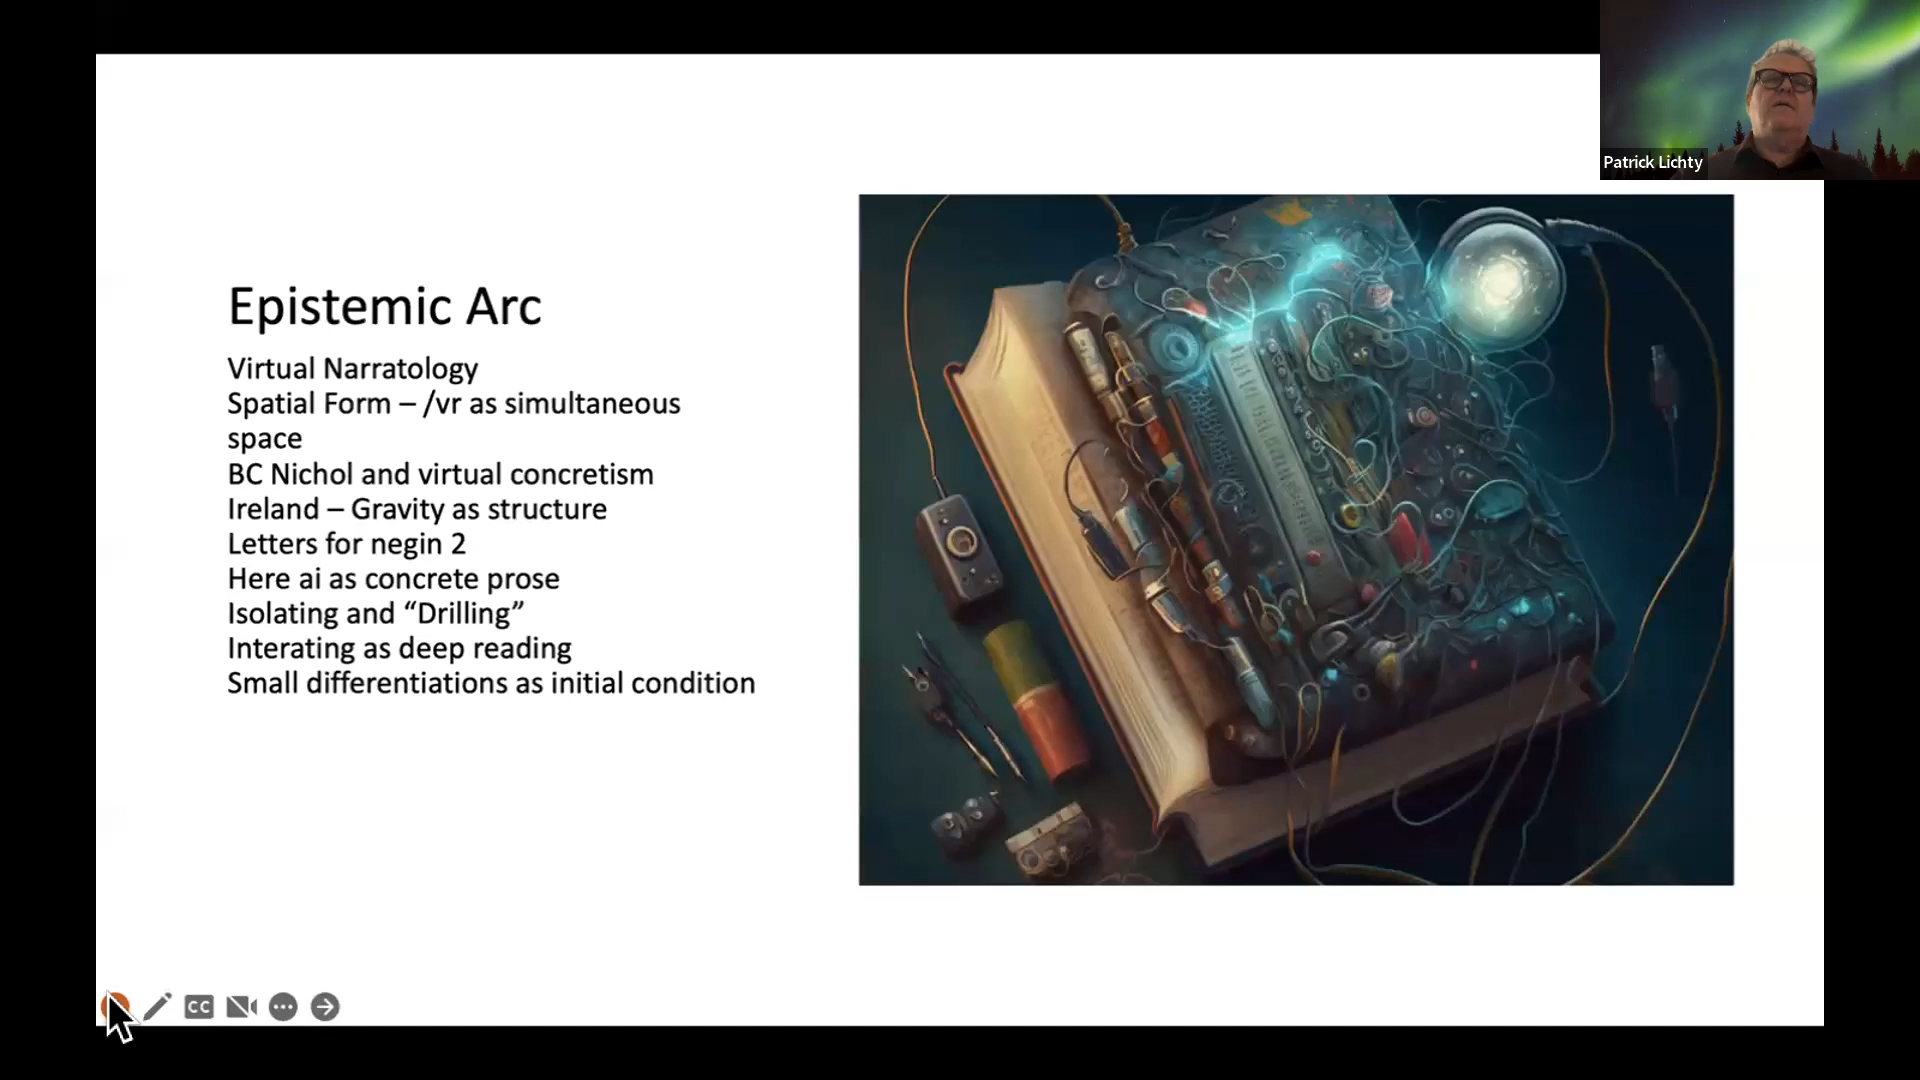 Patrick Lichty
Epistemic Arc
Virtual Narratology
Spatial Form – /vr as simultaneous
space
BC Nichol and virtual concretism
Ireland – Gravity as structure
Letters for negin 2
Here ai as concrete prose
Isolating and “Drilling”
Interating as deep reading
Small differentiations as initial condition
CC